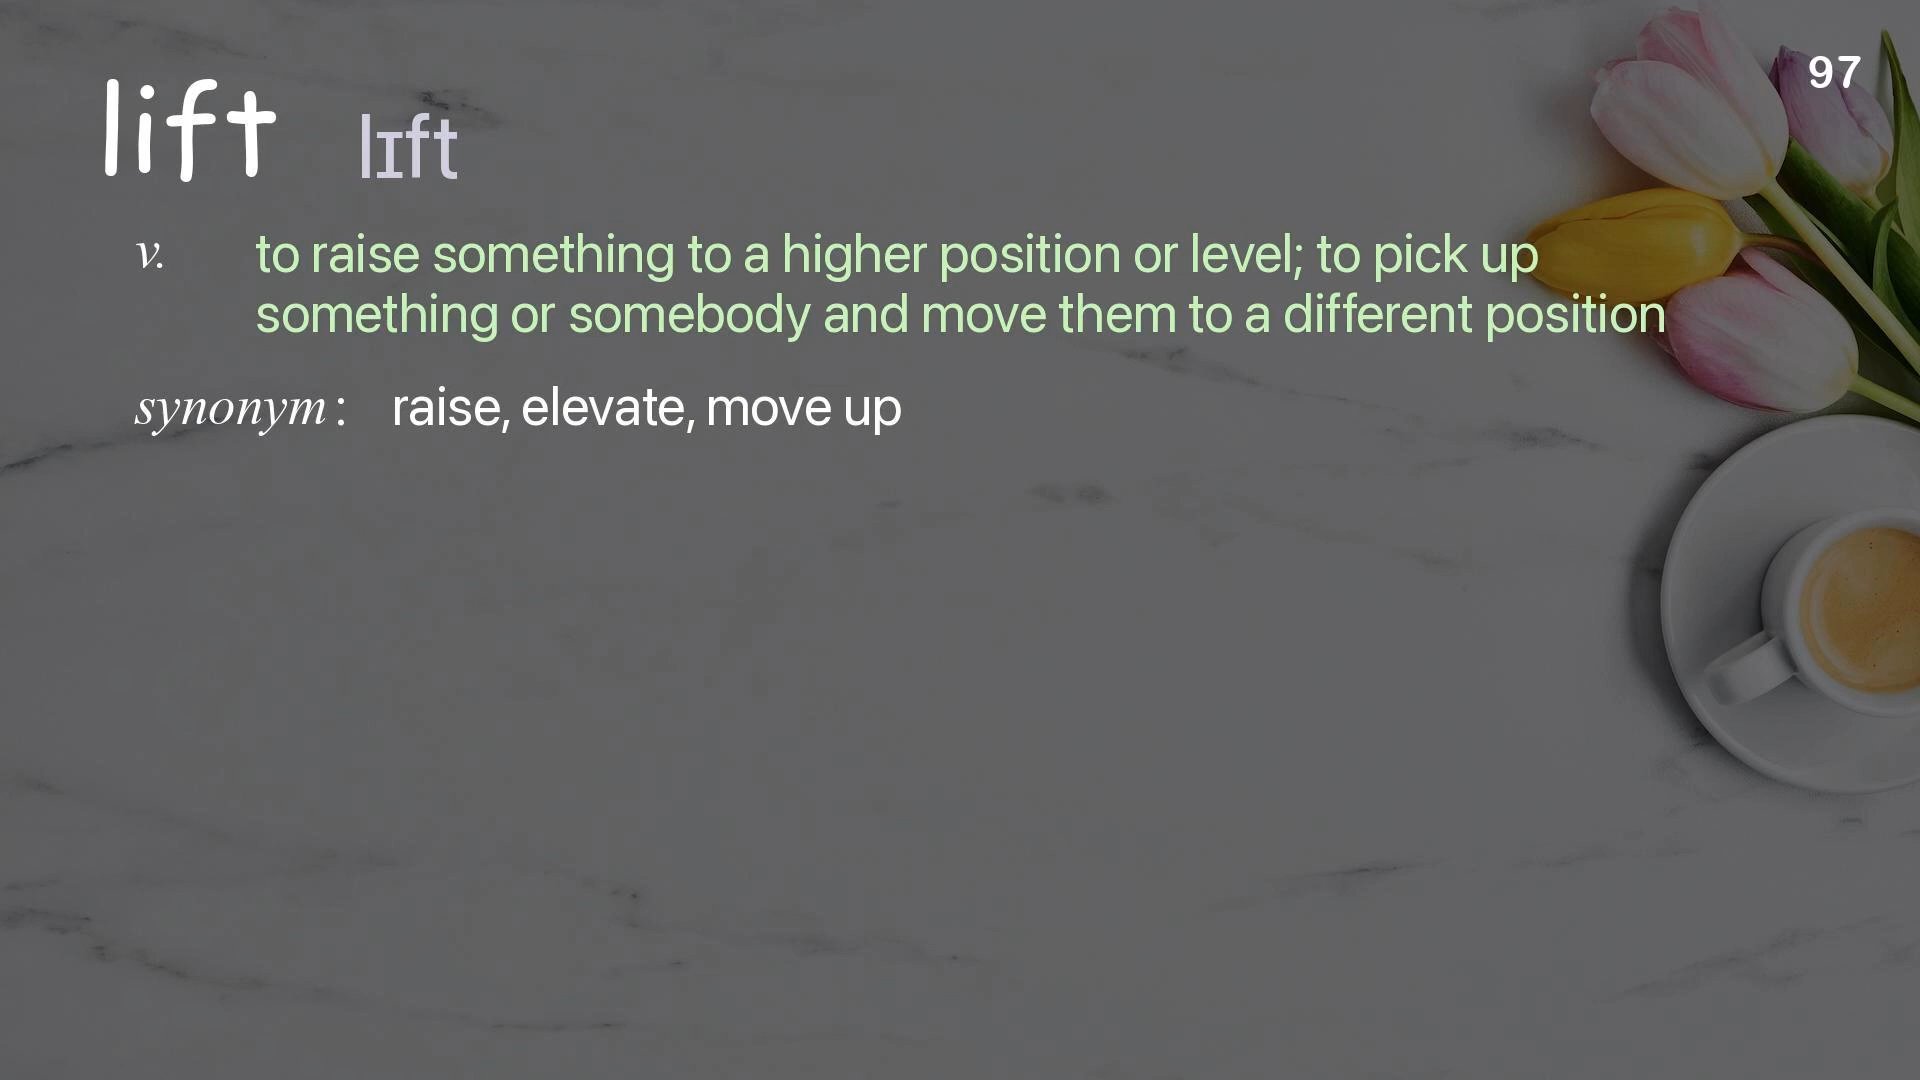 97
lift lɪft
v. to raise something to a higher position or level; to pick up
something or somebody and move them to a different position
synonym : raise, elevate, move up